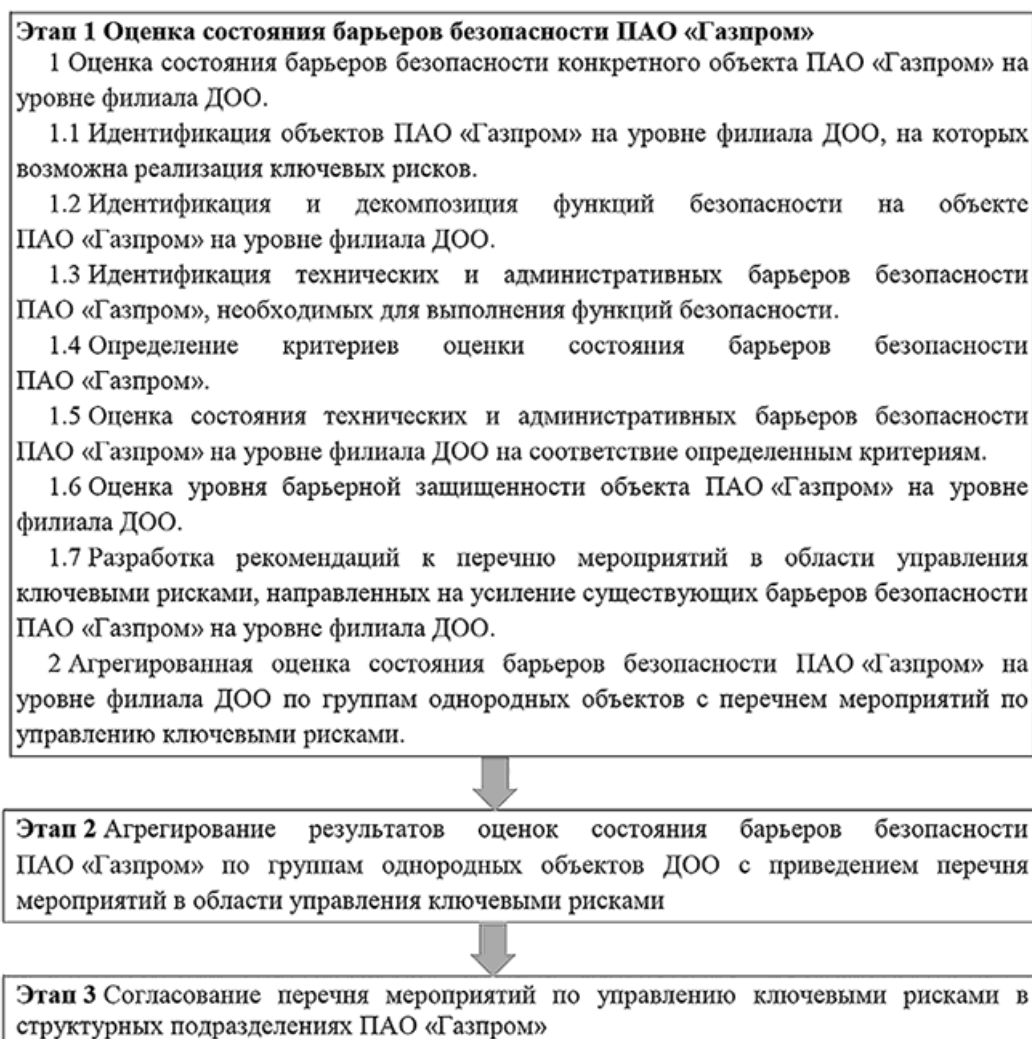 Этап 1 Оценка состояния барьеров безопасности ПАО «Газпром»
1 Оценка состояния барьеров безопасности конкретного объекта ПАО «Газпром» на
уровне филиала ДОО.
1.1 Идентификация объектов ПАО «Газпром» на уровне филиала ДОО, на которых
возможна реализация ключевых рисков.
1.2 Идентификация и декомпозиция функций безопасности на объекте
ПАО «Газпром» на уровне филиала ДОО.
1.3 Идентификация технических и административных барьеров безопасности
ПАО «Газпром», необходимых для выполнения функций безопасности.
1.4 Определение критериев оценки состояния барьеров безопасности
ПАО «Газпром».
1.5 Оценка состояния технических и административных барьеров безопасности
ПАО «Газпром» на уровне филиала ДОО на соответствие определенным критериям.
1.6 Оценка уровня барьерной защищенности объекта ПАО «Газпром» на уровне
филиала ДОО.
1.7 Разработка рекомендаций к перечню мероприятий в области управления
ключевыми рисками, направленных на усиление существующих барьеров безопасности
ПАО «Газпром» на уровне филиала ДОО.
2 Агрегированная оценка состояния барьеров безопасности ПАО «Газпром» на
уровне филиала ДОО по группам однородных объектов с перечнем мероприятий по
управлению ключевыми рисками.
Этап 2 Агрегирование результатов оценок состояния барьеров безопасности
ПАО «Газпром» по группам однородных объектов ДОО с приведением перечня
мероприятий в области управления ключевыми рисками
Этап 3 Согласование перечня мероприятий по управлению ключевыми рисками в
структурных подразделениях ПАО «Газпром»